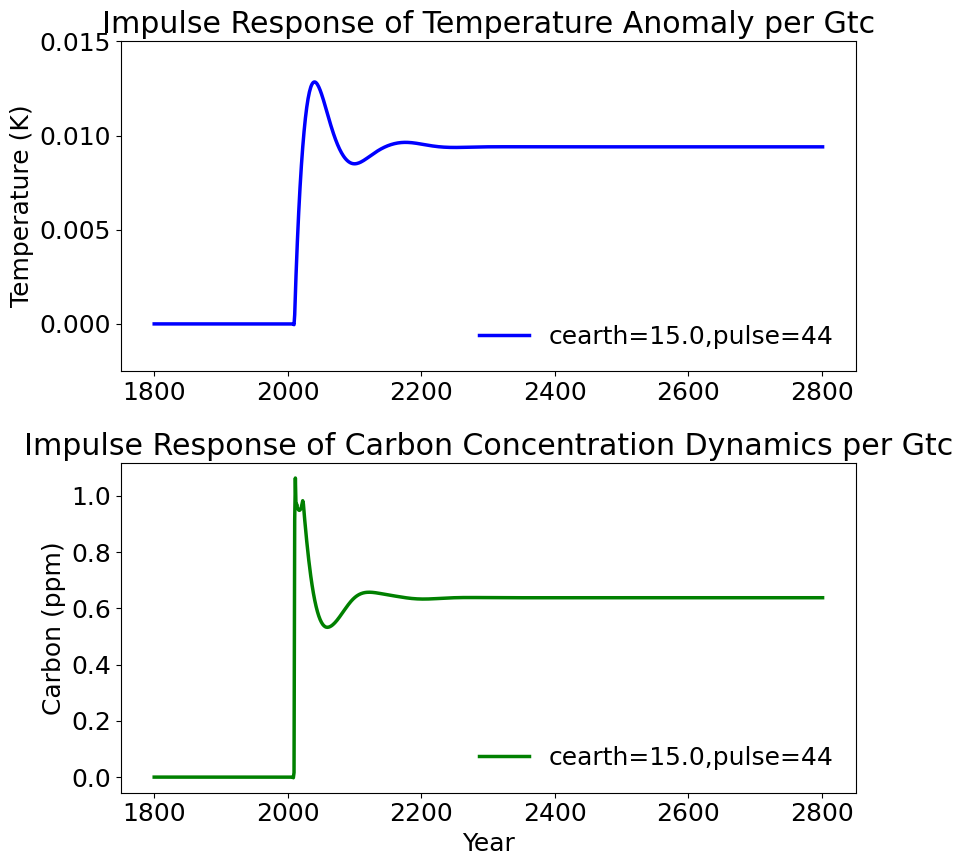 Impulse Response of Temperature Anomaly per Gtc
0.015
0.010
0.005
0.000
Temperature (K)
cearth=15.0,pulse=44
1800 2000 2200 2400 2600 2800
Impulse Response of Carbon Concentration Dynamics per Gtc
1.0
0.8
0.6
0.4
0.2
0.0
Carbon (ppm)
cearth=15.0,pulse=44
1800 2000 2200 2400 2600 2800
Year